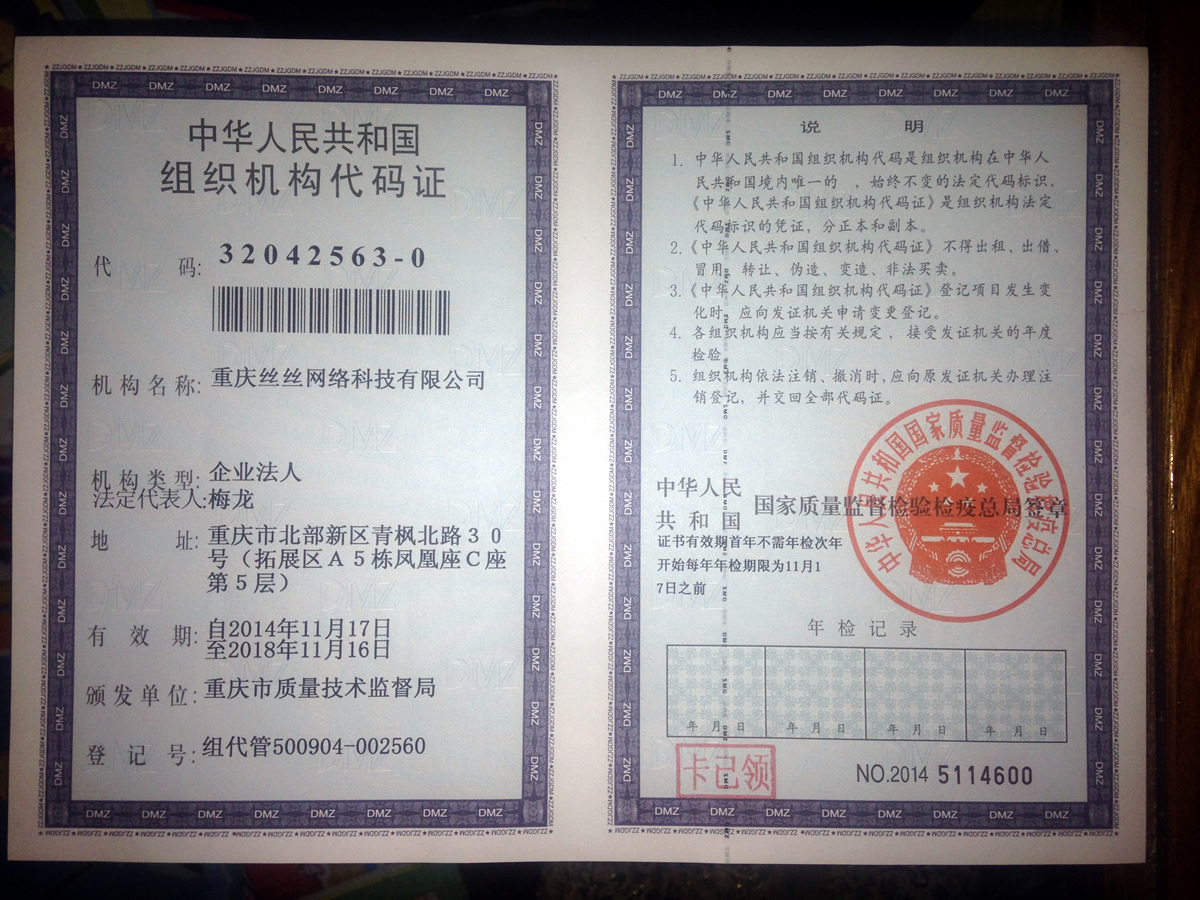 中华人民共和国
组织机构代码证
代 码: 32042563-0
机构名称: 重庆丝丝网络科技有限公司
机构类型: 企业法人
法定代表人: 梅龙
地 址: 重庆市北部新区青枫北路30
号（拓展区A5栋凤凰座C座
第5层）
有 效 期: 自2014年11月17日
至2018年11月16日
颁发单位: 重庆市质量技术监督局
登 记 号: 组代管500904-002560
说 明
1. 中华人民共和国组织机构代码是组织机构在中华人
民共和国境内唯一的 ，始终不变的法定代码标识，
《中华人民共和国组织机构代码证》是组织机构法定
代码标识的凭证，分正本和副本。
2.《中华人民共和国组织机构代码证》不得出租、出借、
冒用、转让、伪造、变造、非法买卖。
3.《中华人民共和国组织机构代码证》登记项目发生变
化时，应向发证机关申请变更登记。
4. 各组织机构应当按有关规定，接受发证机关的年度
检验。
5. 组织机构依法注销、撤消时，应向原发证机关办理注
销登记，并交回全部代码证。
中华人民
共和国 国家质量监督检验检疫总局签章
中华人民共和国国家质量监督检验检疫总局
证书有效期首年不需年检次年
开始每年年检期限为11月1
7日之前
年检记录
年 月 日 年 月 日 年 月 日 年 月 日
卡已领
NO.2014 5114600